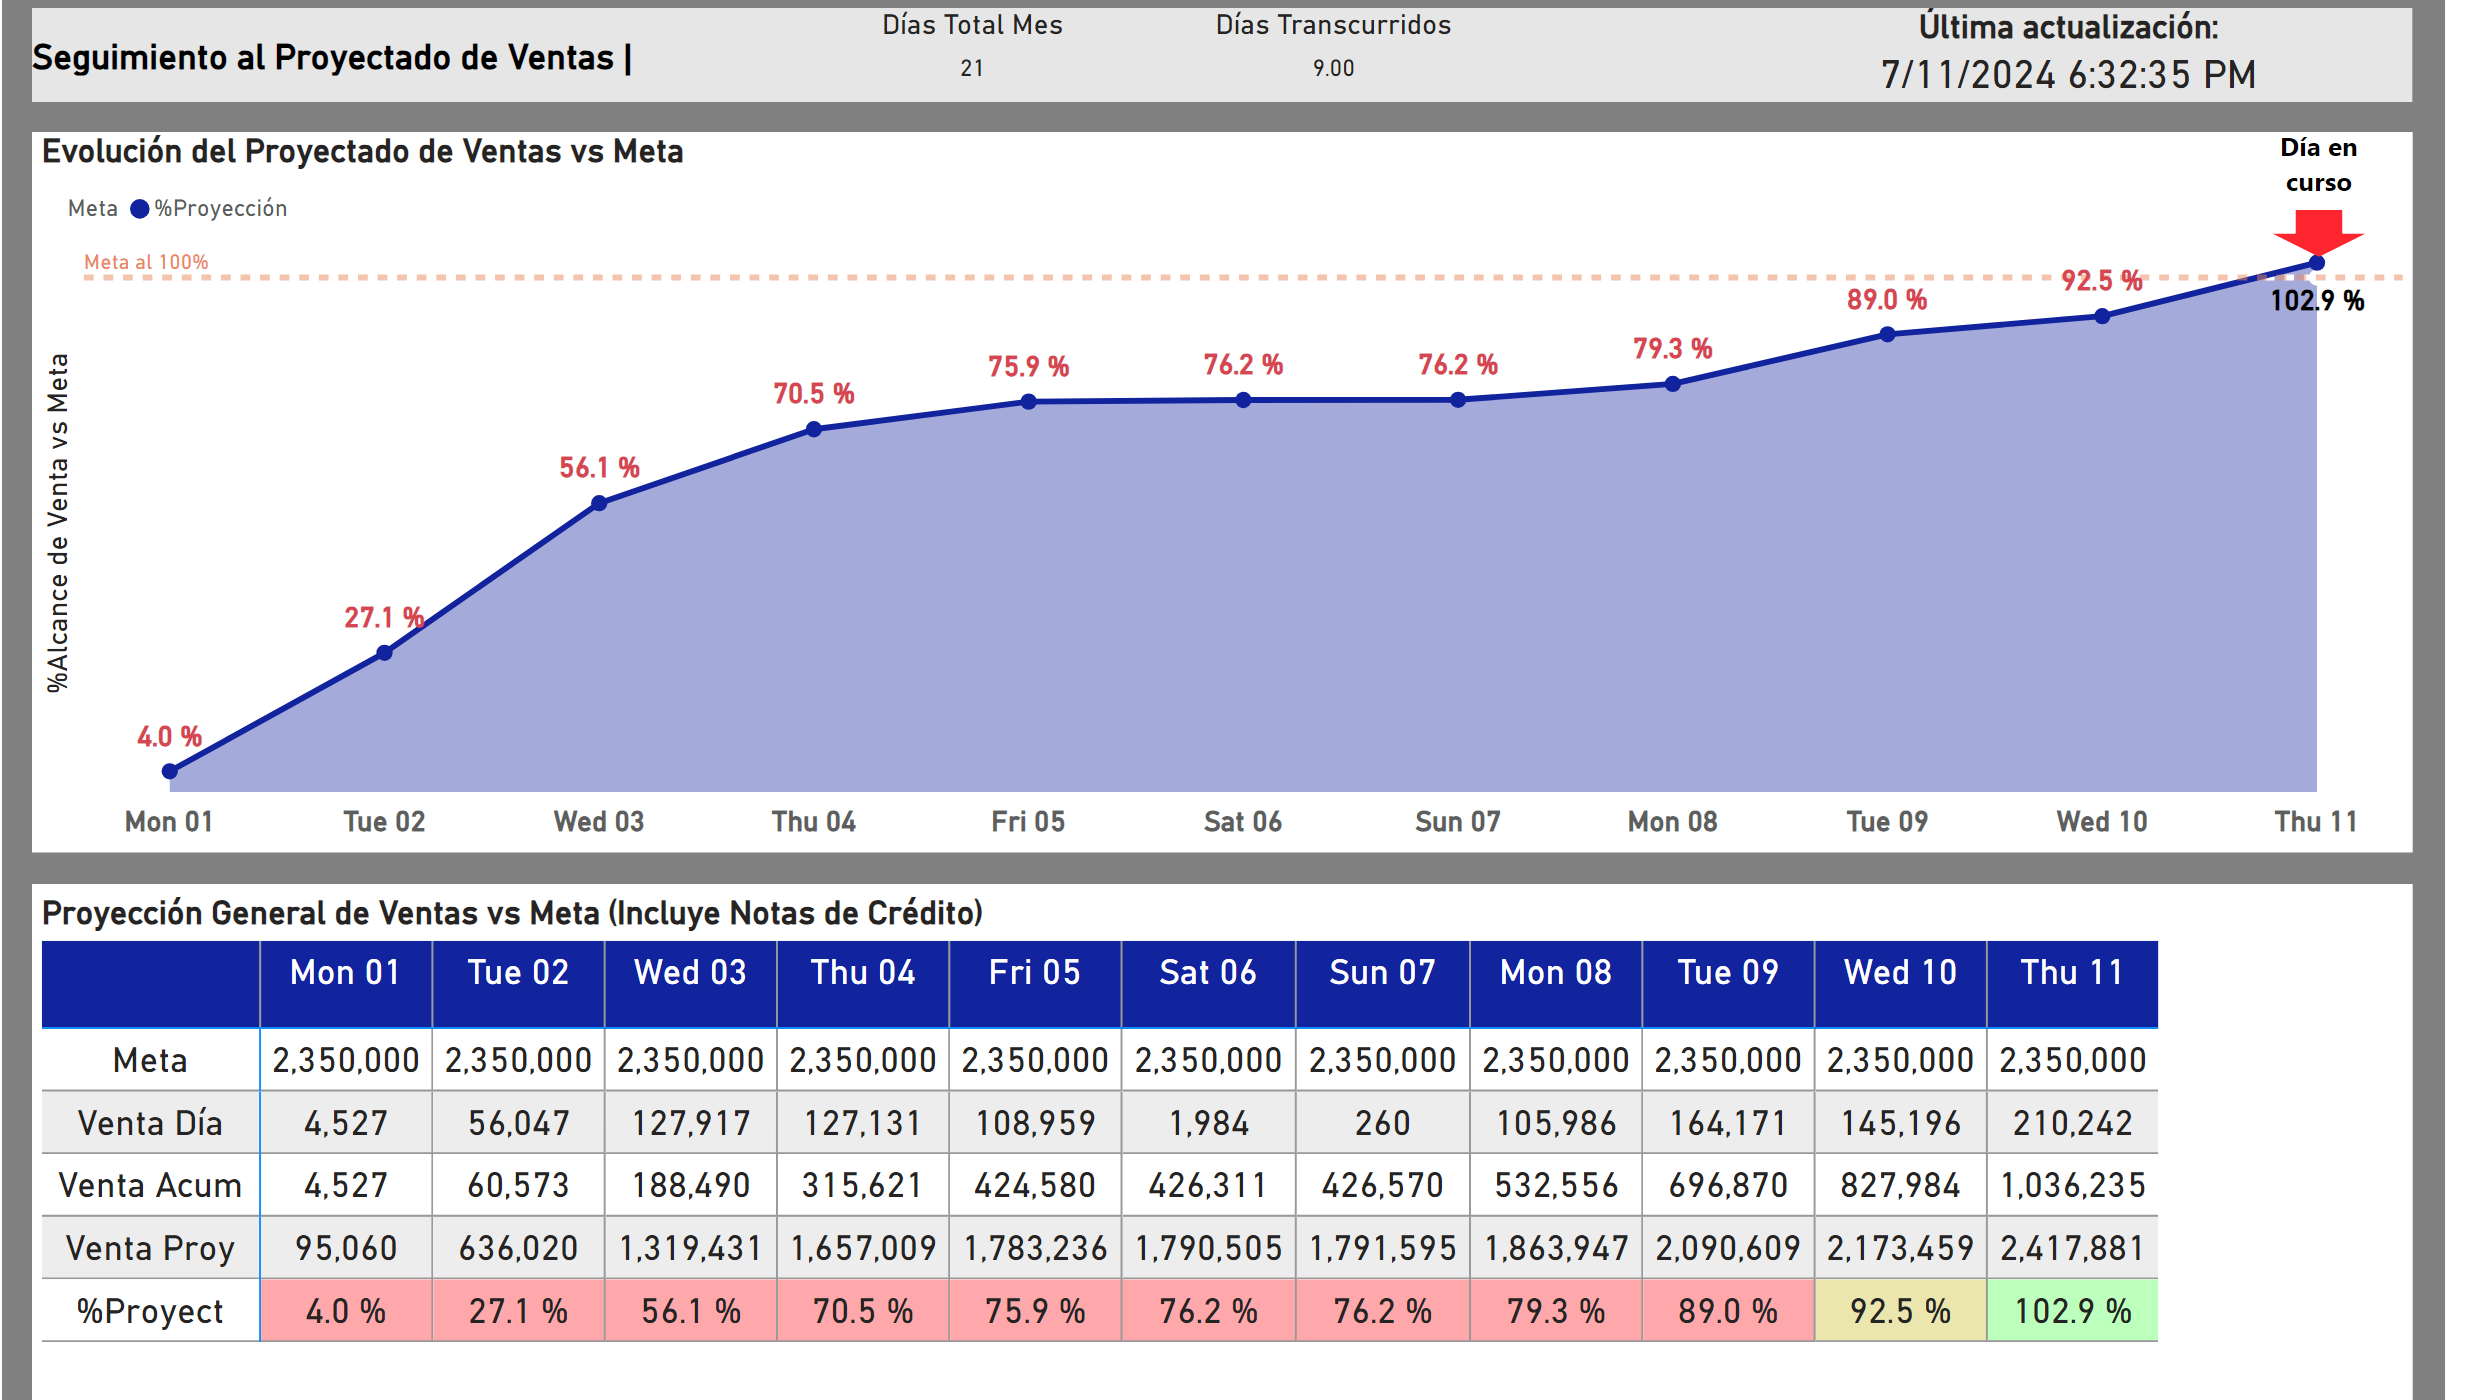 Seguimiento al Proyectado de Ventas |
Días Total Mes
21
Días Transcurridos
9.00
Última actualización:
7/11/2024 6:32:35 PM
Evolución del Proyectado de Ventas vs Meta
Día en
curso
Meta %Proyección
Meta al 100%
%Alcance de Venta vs Meta
4.0 %
27.1 %
56.1 %
70.5 %
75.9 %
76.2 %
76.2 %
79.3 %
89.0 %
92.5 %
102.9 %
Mon 01 Tue 02 Wed 03 Thu 04 Fri 05 Sat 06 Sun 07 Mon 08 Tue 09 Wed 10 Thu 11
Proyección General de Ventas vs Meta (Incluye Notas de Crédito)
Mon 01 Tue 02 Wed 03 Thu 04 Fri 05 Sat 06 Sun 07 Mon 08 Tue 09 Wed 10 Thu 11
Meta 2,350,000 2,350,000 2,350,000 2,350,000 2,350,000 2,350,000 2,350,000 2,350,000 2,350,000 2,350,000 2,350,000
Venta Día 4,527 56,047 127,917 127,131 108,959 1,984 260 105,986 164,171 145,196 210,242
Venta Acum 4,527 60,573 188,490 315,621 424,580 426,311 426,570 532,556 696,870 827,984 1,036,235
Venta Proy 95,060 636,020 1,319,431 1,657,009 1,783,236 1,790,505 1,791,595 1,863,947 2,090,609 2,173,459 2,417,881
%Proyect 4.0 % 27.1 % 56.1 % 70.5 % 75.9 % 76.2 % 76.2 % 79.3 % 89.0 % 92.5 % 102.9 %